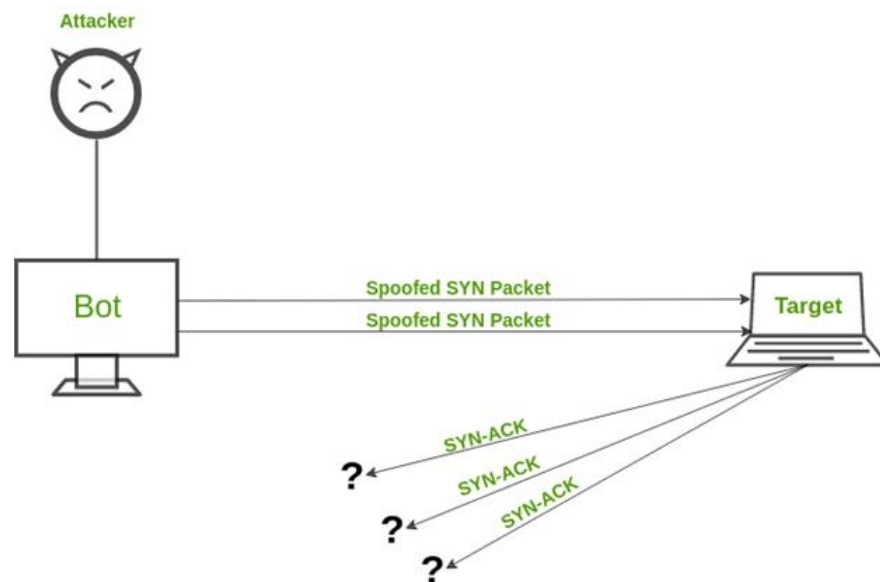 Attacker
Bot
Spoofed SYN Packet
Spoofed SYN Packet
Target
SYN-ACK
SYN-ACK
SYN-ACK
?
?
?